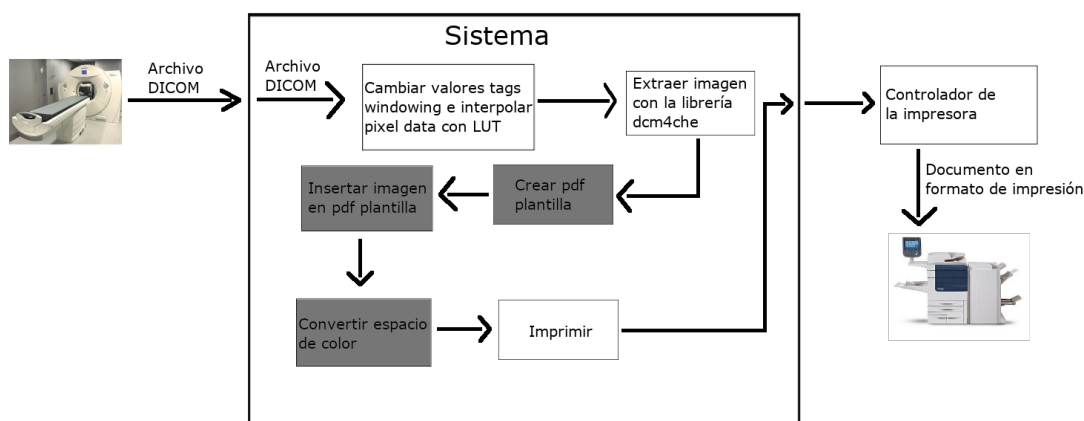 Sistema
Archivo
DICOM
Archivo
DICOM
Cambiar valores tags
windowing e interpolar
pixel data con LUT
Extraer imagen
con la librería
dcm4che
Controlador de
la impresora
Insertar imagen
en pdf plantilla
Crear pdf
plantilla
Documento en
formato de impresión
Convertir espacio
de color
Imprimir